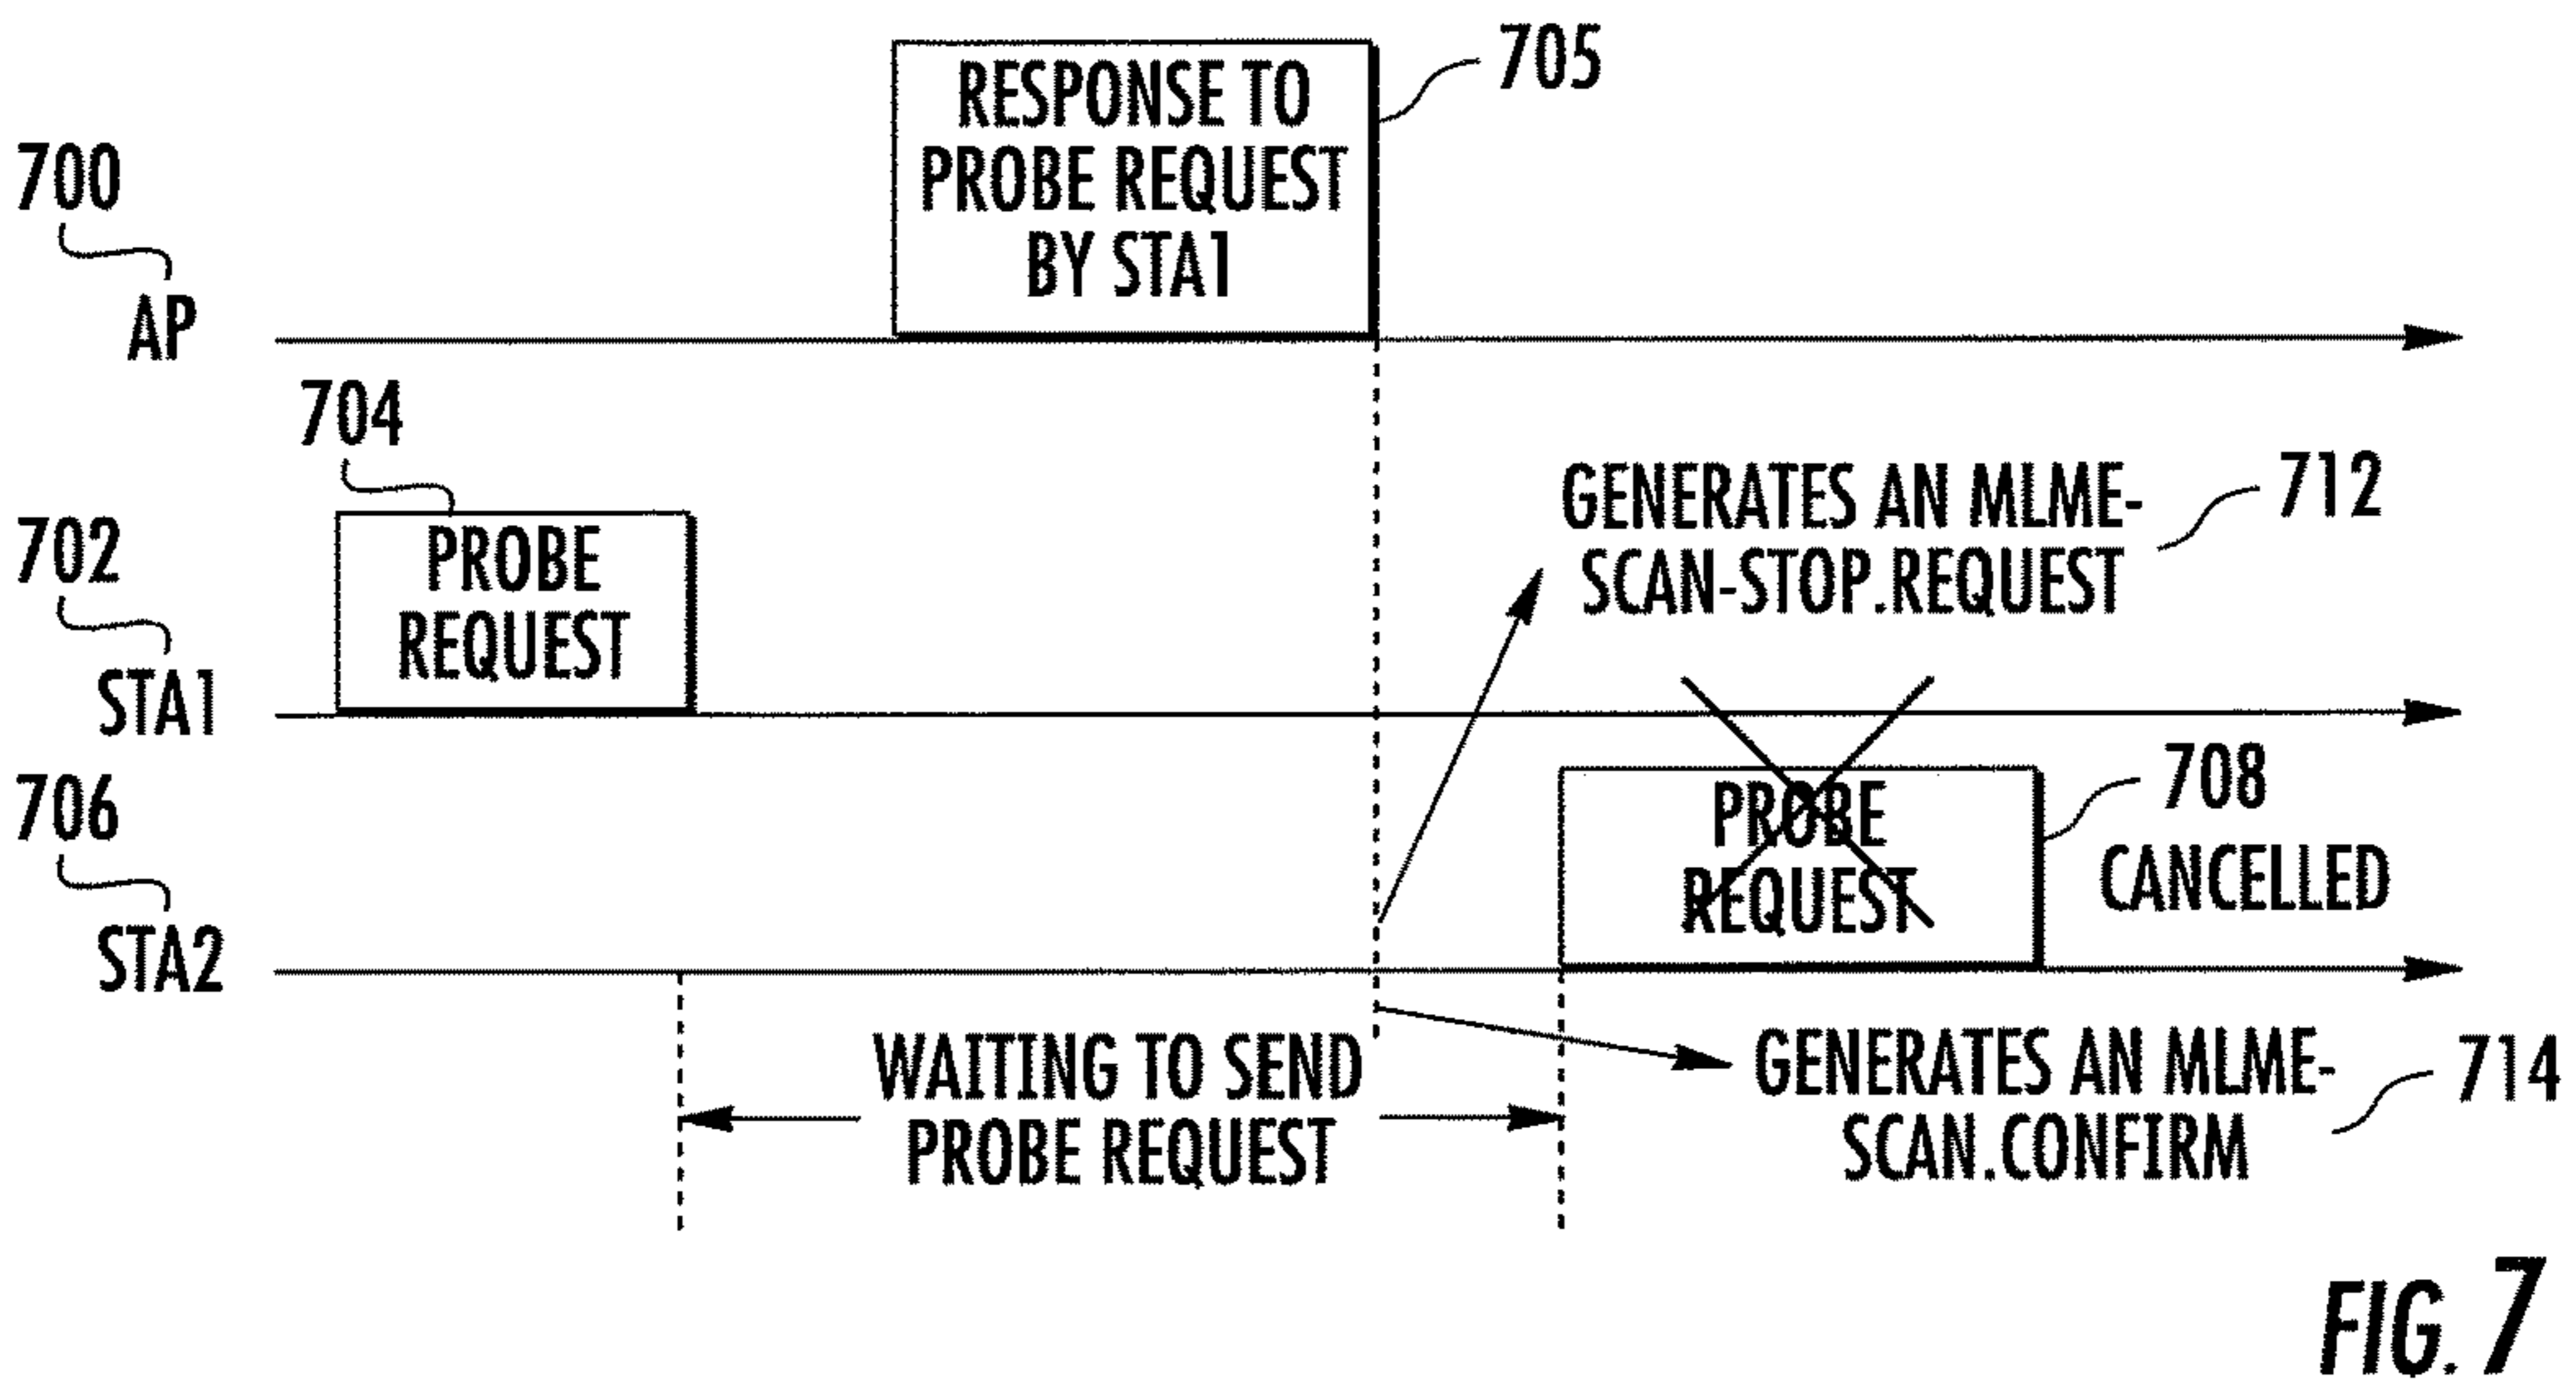 705
RESPONSE TO
PROBE REQUEST
BY STA1
700
AP
704
PROBE
REQUEST
702
STA1
GENERATES AN MLME-
SCAN-STOP.REQUEST
712
706
STA2
PROBE
REQUEST
708
CANCELLED
WAITING TO SEND
PROBE REQUEST
GENERATES AN MLME-
SCAN.CONFIRM
714
FIG. 7